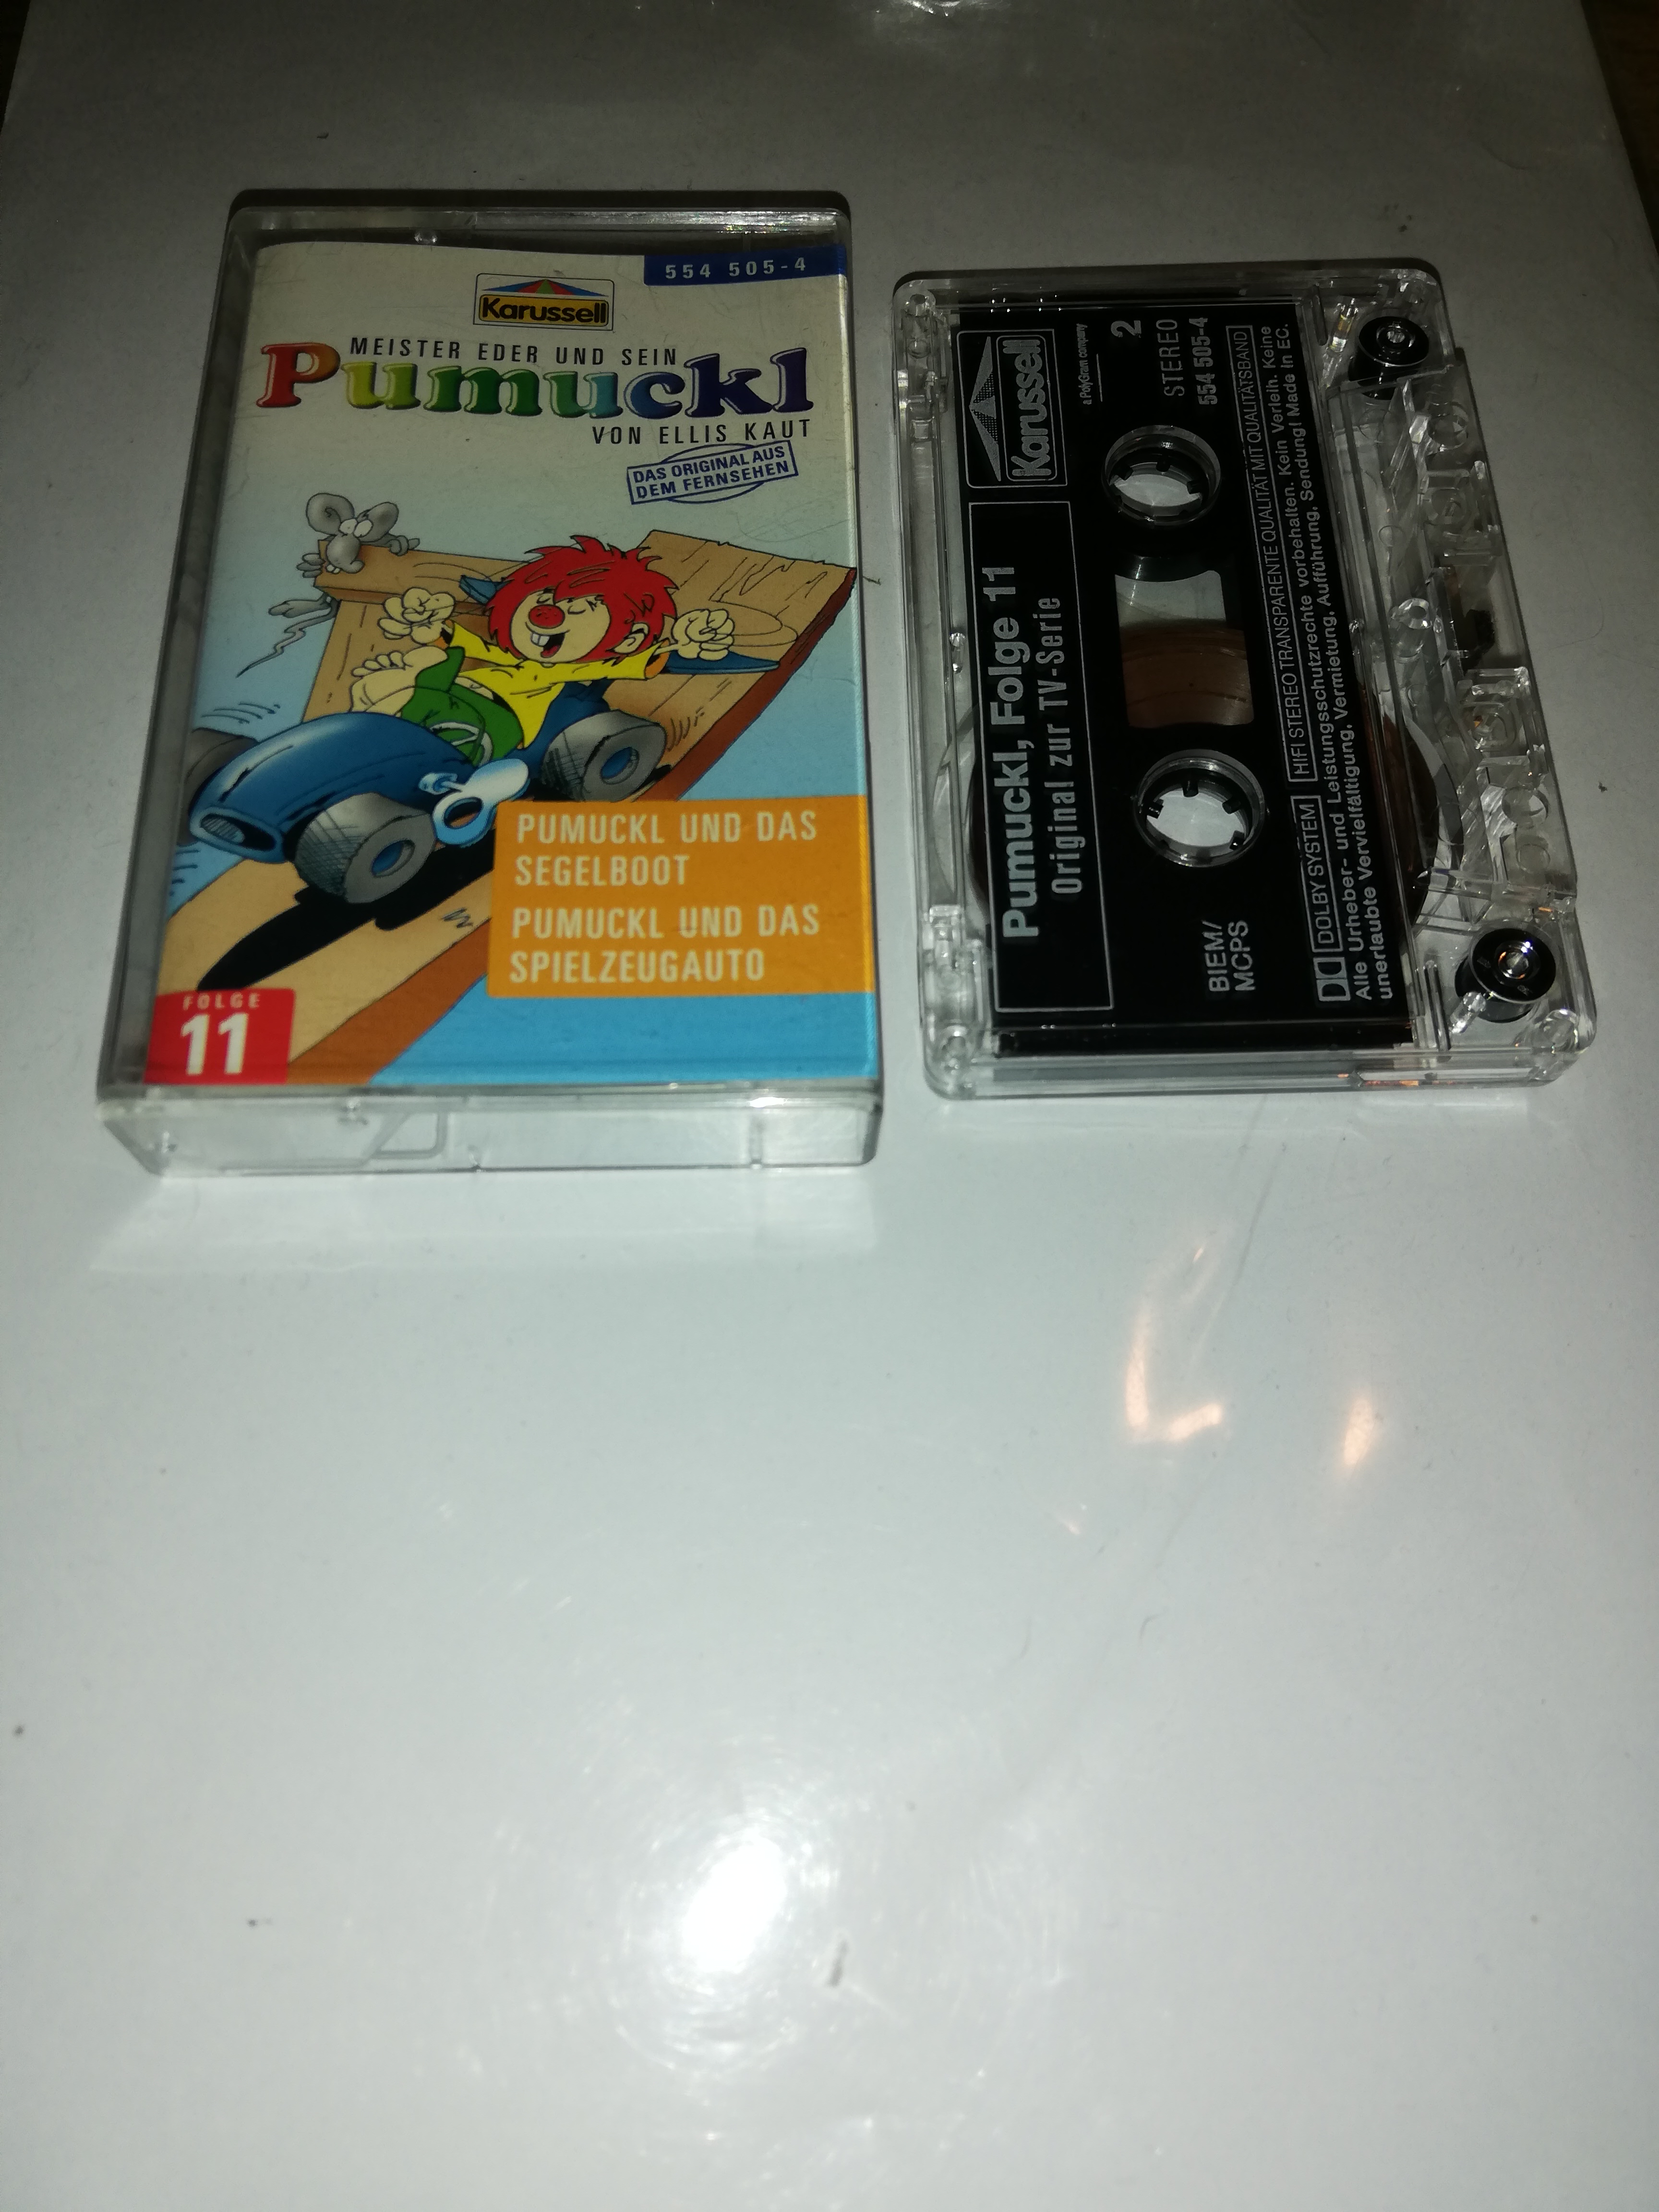 554 505-4
Karussell
MEISTER EDER UND SEIN
Pumuckl
VON ELLIS KAUT
DAS ORIGINAL AUS
DEM FERNSEHEN
PUMUCKL UND DAS
SEGELBOOT
PUMUCKL UND DAS
SPIELZEUGAUTO
FOLGE
11
Karussell
a PolyGram company
Pumuckl, Folge 11
Original zur TV-Serie
2
STEREO
554 505-4
BIEM/
MCPS
DOLBY SYSTEM HIFI STEREO TRANSPARENTE QUALITÄT MIT QUALITÄTSBAND
Alle Urheber- und Leistungsschutzrechte vorbehalten. Kein Verleih. Keine
unerlaubte Vervielfältigung, Vermietung, Aufführung, Sendung! Made in EC.